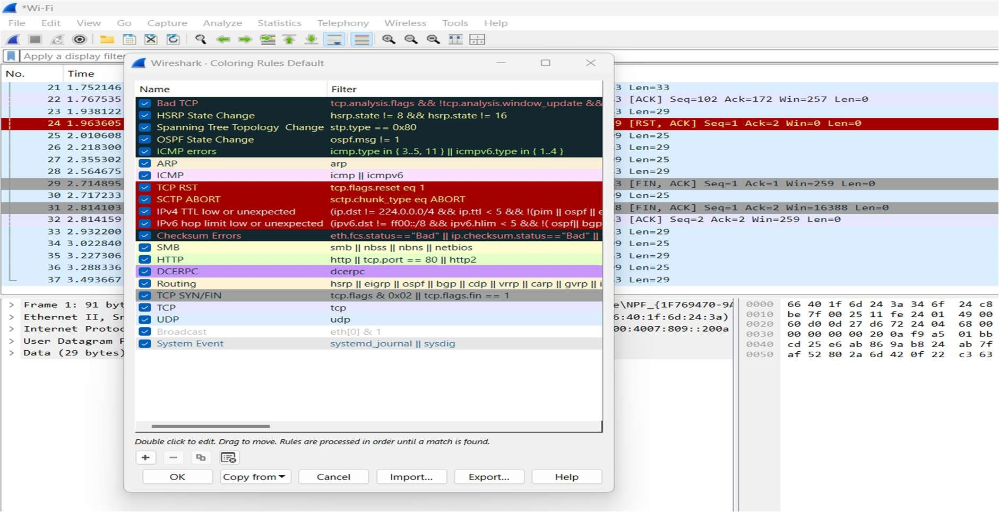 *Wi-Fi
File Edit View Go Capture Analyze Statistics Telephony Wireless Tools Help
Apply a display filter
No. Time
21 1.752146
22 1.767535
23 1.938122
24 1.963605
25 2.010608
26 2.218300
27 2.355302
28 2.564675
29 2.714895
30 2.717233
31 2.814103
32 2.814159
33 2.932200
34 3.022840
35 3.227306
36 3.288336
37 3.493667
Wireshark · Coloring Rules Default
Name Filter
Bad TCP tcp.analysis.flags && !tcp.analysis.window_update &&
HSRP State Change hsrp.state != 8 && hsrp.state != 16
Spanning Tree Topology  Change stp.type == 0x80
OSPF State Change ospf.msg != 1
ICMP errors icmp.type in { 3..5, 11 } || icmpv6.type in { 1..4 }
ARP arp
ICMP icmp || icmpv6
TCP RST tcp.flags.reset eq 1
SCTP ABORT sctp.chunk_type eq ABORT
IPv4 TTL low or unexpected (ip.dst != 224.0.0.0/4 && ip.ttl < 5 && !(pim || ospf || e
IPv6 hop limit low or unexpected (ipv6.dst != ff00::/8 && ipv6.hlim < 5 && !( ospf|| bgp
Checksum Errors eth.fcs.status=="Bad" || ip.checksum.status=="Bad" ||
SMB smb || nbss || nbns || netbios
HTTP http || tcp.port == 80 || http2
DCERPC dcerpc
Routing hsrp || eigrp || ospf || bgp || cdp || vrrp || carp || gvrp || i
TCP SYN/FIN tcp.flags & 0x02 || tcp.flags.fin == 1
TCP tcp
UDP udp
Broadcast eth[0] & 1
System Event systemd_journal || sysdig
Double click to edit. Drag to move. Rules are processed in order until a match is found.
OK Copy from Cancel Import... Export... Help
3 Len=33
3 [ACK] Seq=102 Ack=172 Win=257 Len=0
3 Len=29
9 [RST, ACK] Seq=1 Ack=2 Win=0 Len=0
9 Len=25
3 Len=29
9 Len=25
3 Len=29
3 [FIN, ACK] Seq=1 Ack=1 Win=259 Len=0
9 Len=25
8 [FIN, ACK] Seq=1 Ack=2 Win=16388 Len=0
3 [ACK] Seq=2 Ack=2 Win=259 Len=0
3 Len=29
9 Len=25
3 Len=29
9 Len=25
3 Len=29
Frame 1: 91 byt
Ethernet II, Sr
Internet Protoc
User Datagram P
Data (29 bytes)
e\NPF_{1F769470-9A
6:40:1f:6d:24:3a)
00:4007:809::200a
0000 66 40 1f 6d 24 3a 34 6f 24 c8
0010 be 7f 00 25 11 fe 24 01 49 00
0020 60 d0 0d 27 d6 72 24 04 68 00
0030 00 00 00 00 20 0a f9 a5 01 bb
0040 cd 25 e6 ab 86 9a b8 24 ab 7f
0050 af 52 80 2a 6d 42 0f 22 c3 63